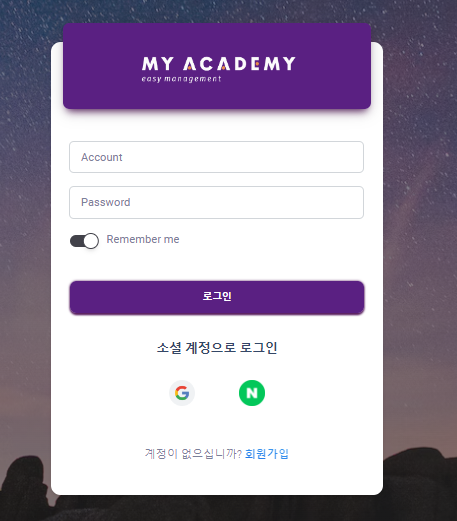 MY ACADEMY
easy management
Account
Password
Remember me
로그인
소셜 계정으로 로그인
G
N
계정이 없으십니까? 회원가입